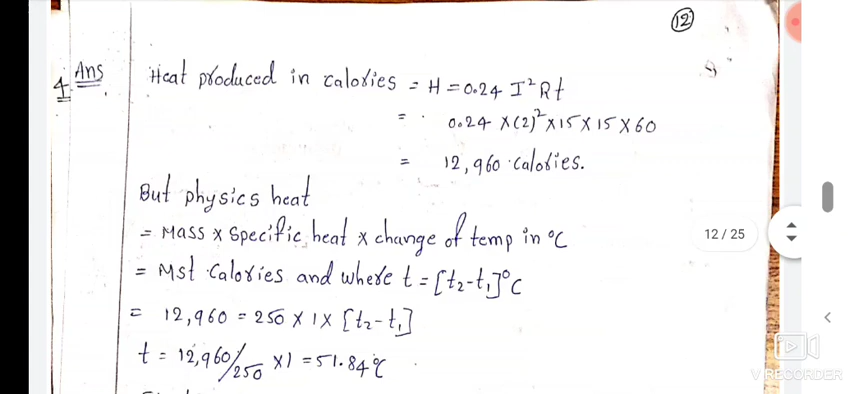 12
4 Ans Heat produced in calories = H = 0.24 I²Rt
= 0.24 × (2)² × 15 × 15 × 60
= 12,960 calories.
But physics heat
= Mass × Specific heat × change of temp in °C
12 / 25
= Mst Calories and where t = [t₂-t₁]°C
= 12,960 = 250 × 1 × [t₂-t₁]
V RECORDER
t = 12,960/250 × 1 = 51.84°C